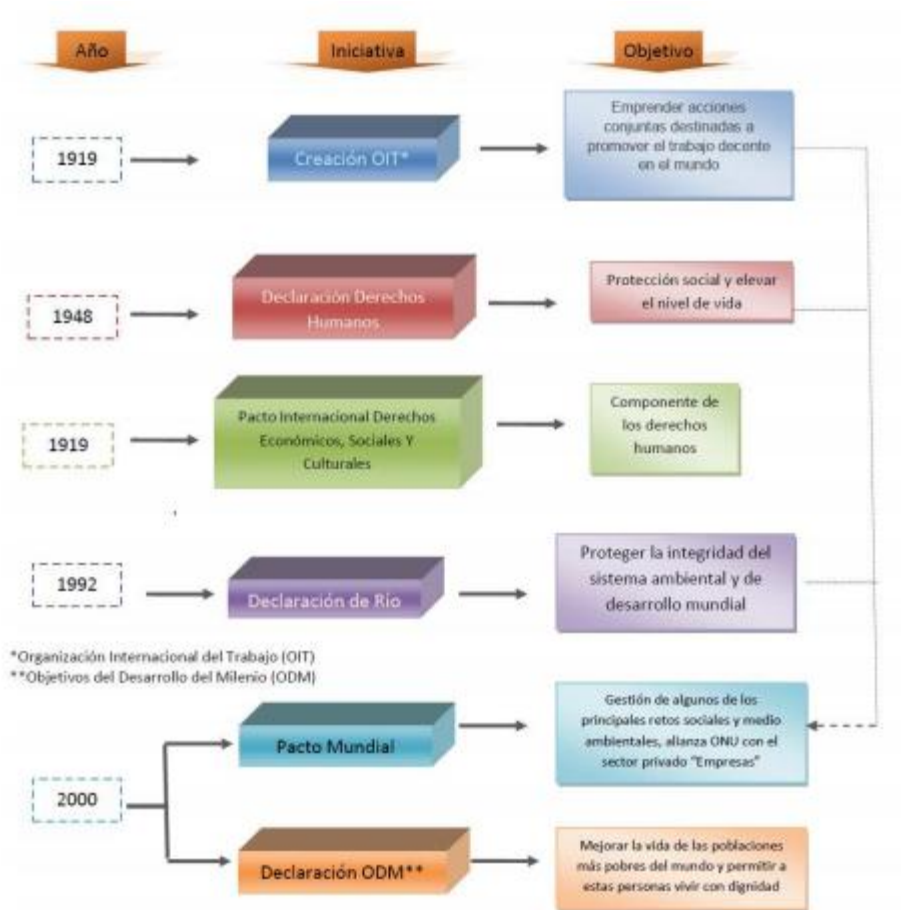 Año
Iniciativa
Objetivo
1919
Creación OIT*
Emprender acciones
conjuntas destinadas a
promover el trabajo decente
en el mundo
1948
Declaración Derechos
Humanos
Protección social y elevar
el nivel de vida
1919
Pacto Internacional Derechos
Económicos, Sociales Y
Culturales
Componente de
los derechos
humanos
1992
Declaración de Río
Proteger la integridad del
sistema ambiental y de
desarrollo mundial
*Organización Internacional del Trabajo (OIT)
**Objetivos del Desarrollo del Milenio (ODM)
2000
Pacto Mundial
Gestión de algunos de los
principales retos sociales y medio
ambientales, alianza ONU con el
sector privado "Empresas"
Declaración ODM**
Mejorar la vida de las poblaciones
más pobres del mundo y permitir a
estas personas vivir con dignidad